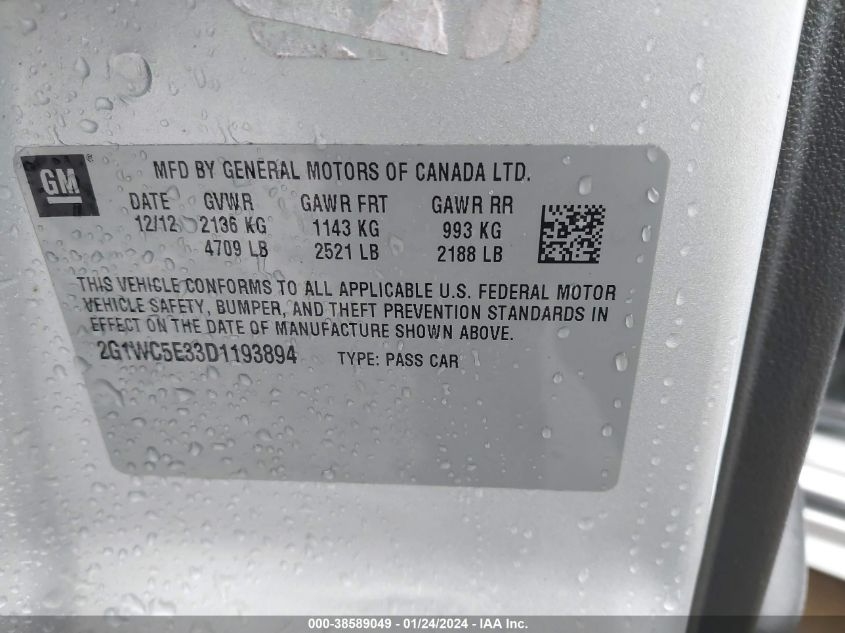 GM ®
MFD BY GENERAL MOTORS OF CANADA LTD.
DATE GVWR GAWR FRT GAWR RR
12/12 2136 KG 1143 KG 993 KG
4709 LB 2521 LB 2188 LB
THIS VEHICLE CONFORMS TO ALL APPLICABLE U.S. FEDERAL MOTOR
VEHICLE SAFETY, BUMPER, AND THEFT PREVENTION STANDARDS IN
EFFECT ON THE DATE OF MANUFACTURE SHOWN ABOVE.
2G1WC5E33D1193894 TYPE: PASS CAR
000-38589049 - 01/24/2024 - IAA Inc.